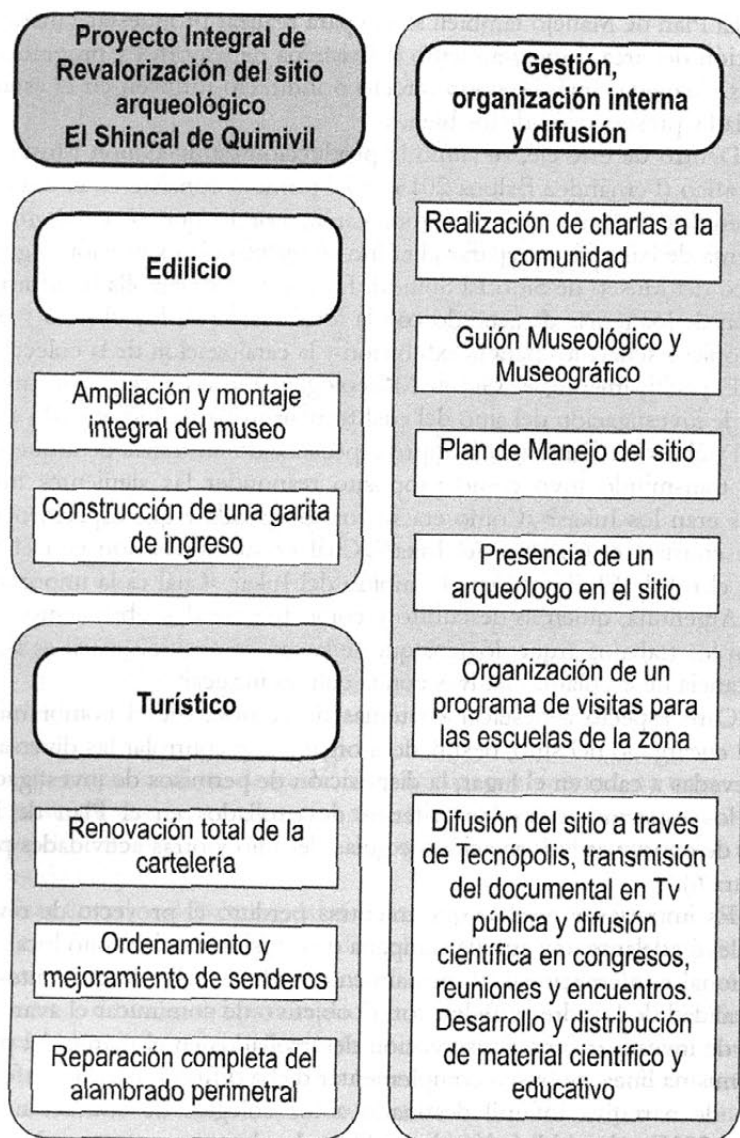 Proyecto Integral de
Revalorización del sitio
arqueológico
El Shincal de Quimivil
Edilicio
Ampliación y montaje
integral del museo
Construcción de una garita
de ingreso
Turístico
Renovación total de la
cartelería
Ordenamiento y
mejoramiento de senderos
Reparación completa del
alambrado perimetral
Gestión,
organización interna
y difusión
Realización de charlas a la
comunidad
Guión Museológico y
Museográfico
Plan de Manejo del sitio
Presencia de un
arqueólogo en el sitio
Organización de un
programa de visitas para
las escuelas de la zona
Difusión del sitio a través
de Tecnópolis, transmisión
del documental en Tv
pública y difusión
científica en congresos,
reuniones y encuentros.
Desarrollo y distribución
de material científico y
educativo